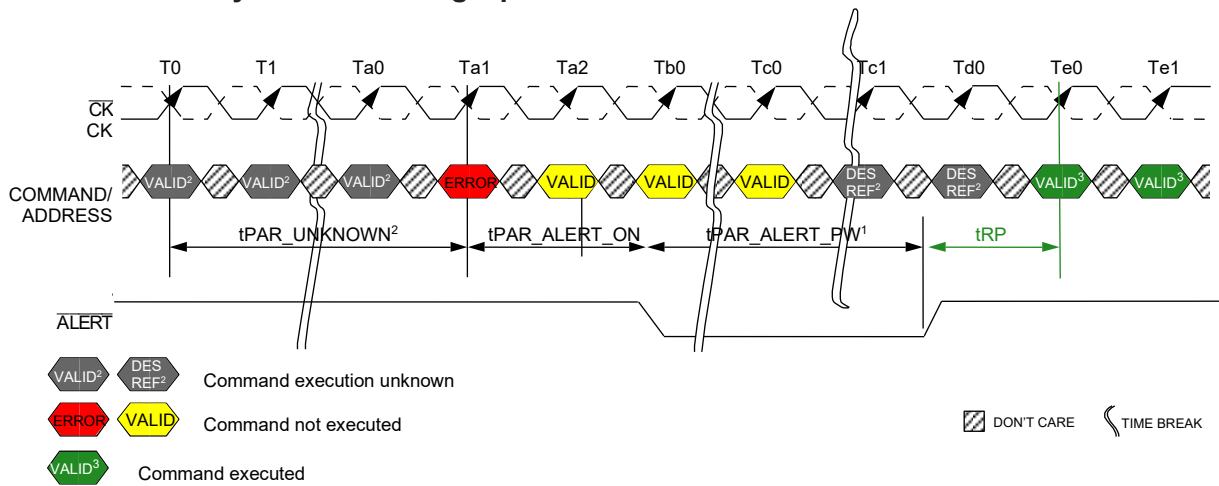 T0 T1 Ta0 Ta1 Ta2 Tb0 Tc0 Tc1 Td0 Te0 Te1
CK
CK
COMMAND/
ADDRESS
VALID² VALID² VALID² ERROR VALID VALID VALID DES REF² DES REF² VALID³ VALID³
tPAR_UNKNOWN² tPAR_ALERT_ON tPAR_ALERT_PW¹ tRP
ALERT
VALID² DES REF² Command execution unknown
ERROR VALID Command not executed
DON'T CARE TIME BREAK
VALID³ Command executed